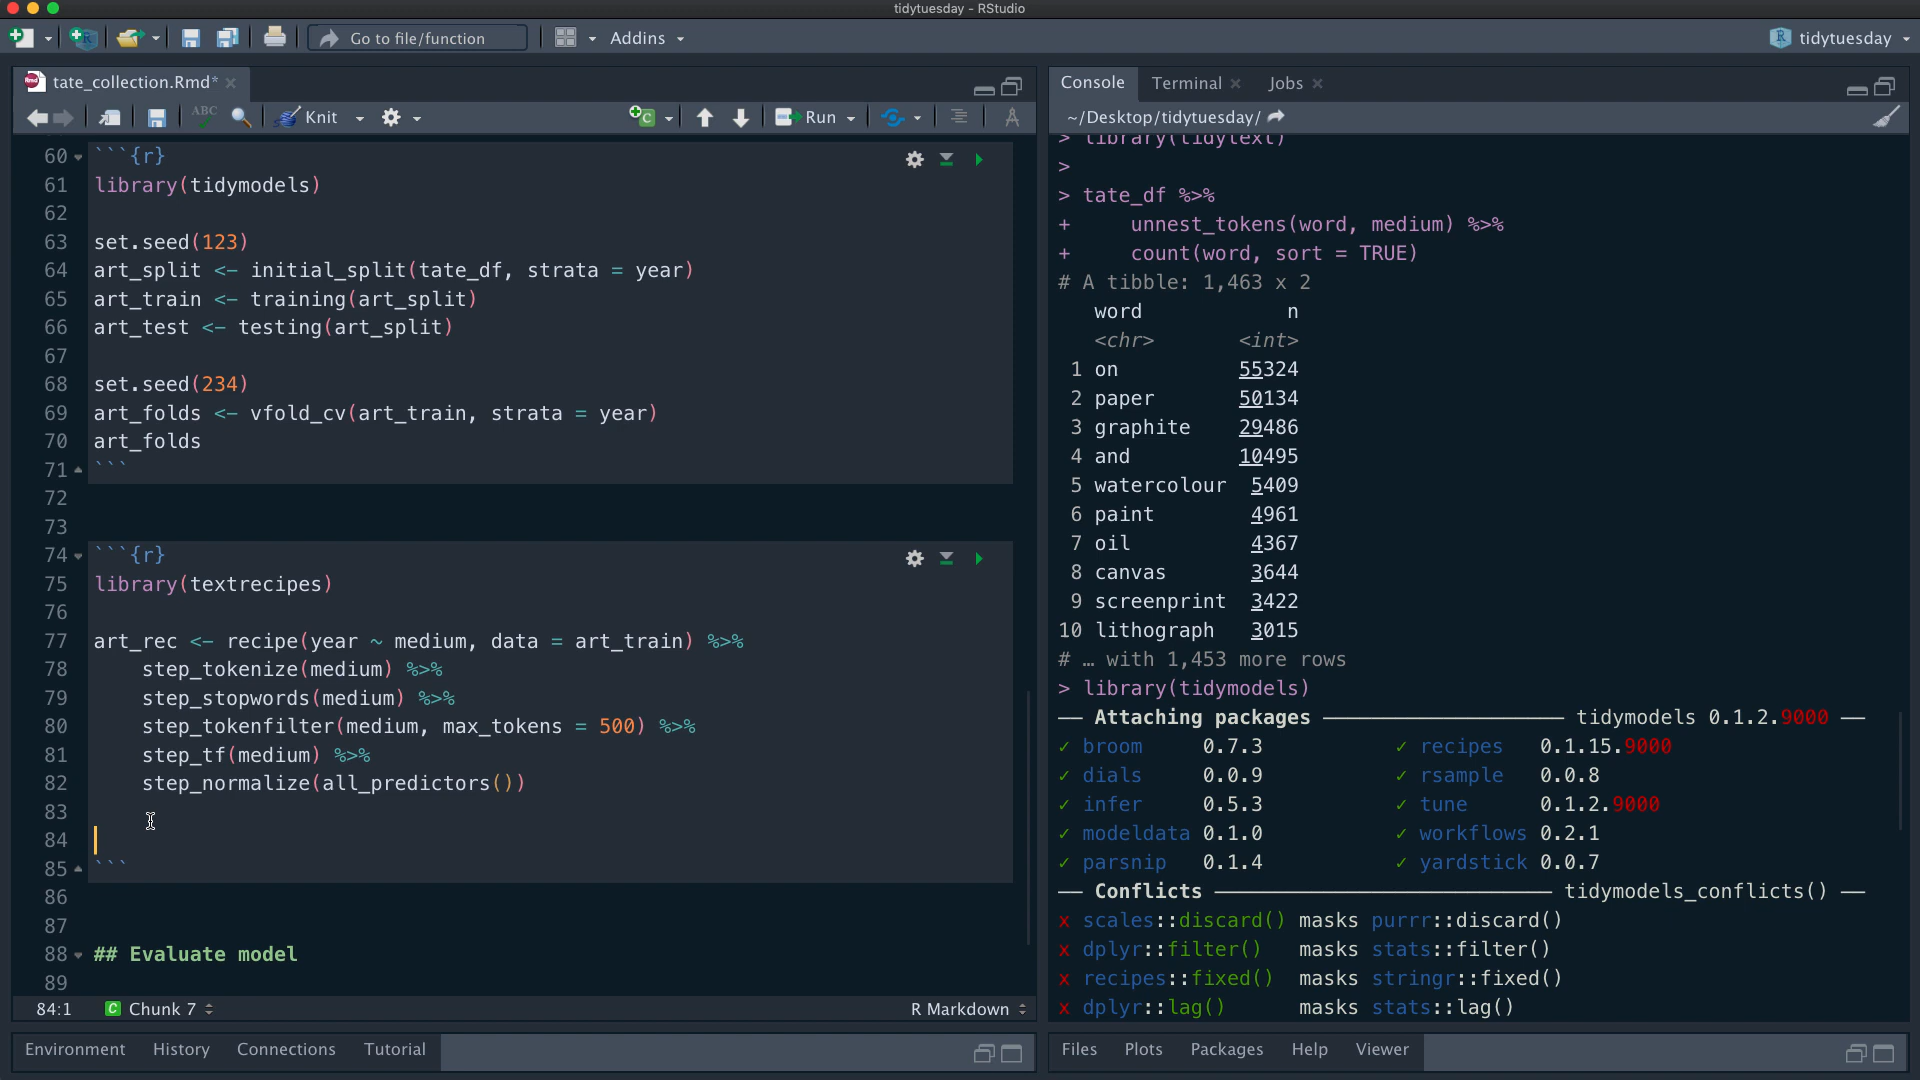 tidytuesday - RStudio
Go to file/function
Addins
tidytuesday
tate_collection.Rmd*
ABC
Knit
Run
60 ```{r}
61 library(tidymodels)
62
63 set.seed(123)
64 art_split <- initial_split(tate_df, strata = year)
65 art_train <- training(art_split)
66 art_test <- testing(art_split)
67
68 set.seed(234)
69 art_folds <- vfold_cv(art_train, strata = year)
70 art_folds
71 ```
72
73
74 ```{r}
75 library(textrecipes)
76
77 art_rec <- recipe(year ~ medium, data = art_train) %>%
78 step_tokenize(medium) %>%
79 step_stopwords(medium) %>%
80 step_tokenfilter(medium, max_tokens = 500) %>%
81 step_tf(medium) %>%
82 step_normalize(all_predictors())
83
84
85 ```
86
87
88 ## Evaluate model
89
84:1 C Chunk 7
R Markdown
Environment History Connections Tutorial
Console Terminal Jobs
~/Desktop/tidytuesday/
> library(tidytext)
>
> tate_df %>%
+ unnest_tokens(word, medium) %>%
+ count(word, sort = TRUE)
# A tibble: 1,463 x 2
word n
<chr> <int>
1 on 55324
2 paper 50134
3 graphite 29486
4 and 10495
5 watercolour 5409
6 paint 4961
7 oil 4367
8 canvas 3644
9 screenprint 3422
10 lithograph 3015
# … with 1,453 more rows
> library(tidymodels)
── Attaching packages ──────────────────── tidymodels 0.1.2.9000 ──
✓ broom 0.7.3 ✓ recipes 0.1.15.9000
✓ dials 0.0.9 ✓ rsample 0.0.8
✓ infer 0.5.3 ✓ tune 0.1.2.9000
✓ modeldata 0.1.0 ✓ workflows 0.2.1
✓ parsnip 0.1.4 ✓ yardstick 0.0.7
── Conflicts ──────────────────────────── tidymodels_conflicts() ──
x scales::discard() masks purrr::discard()
x dplyr::filter() masks stats::filter()
x recipes::fixed() masks stringr::fixed()
x dplyr::lag() masks stats::lag()
Files Plots Packages Help Viewer